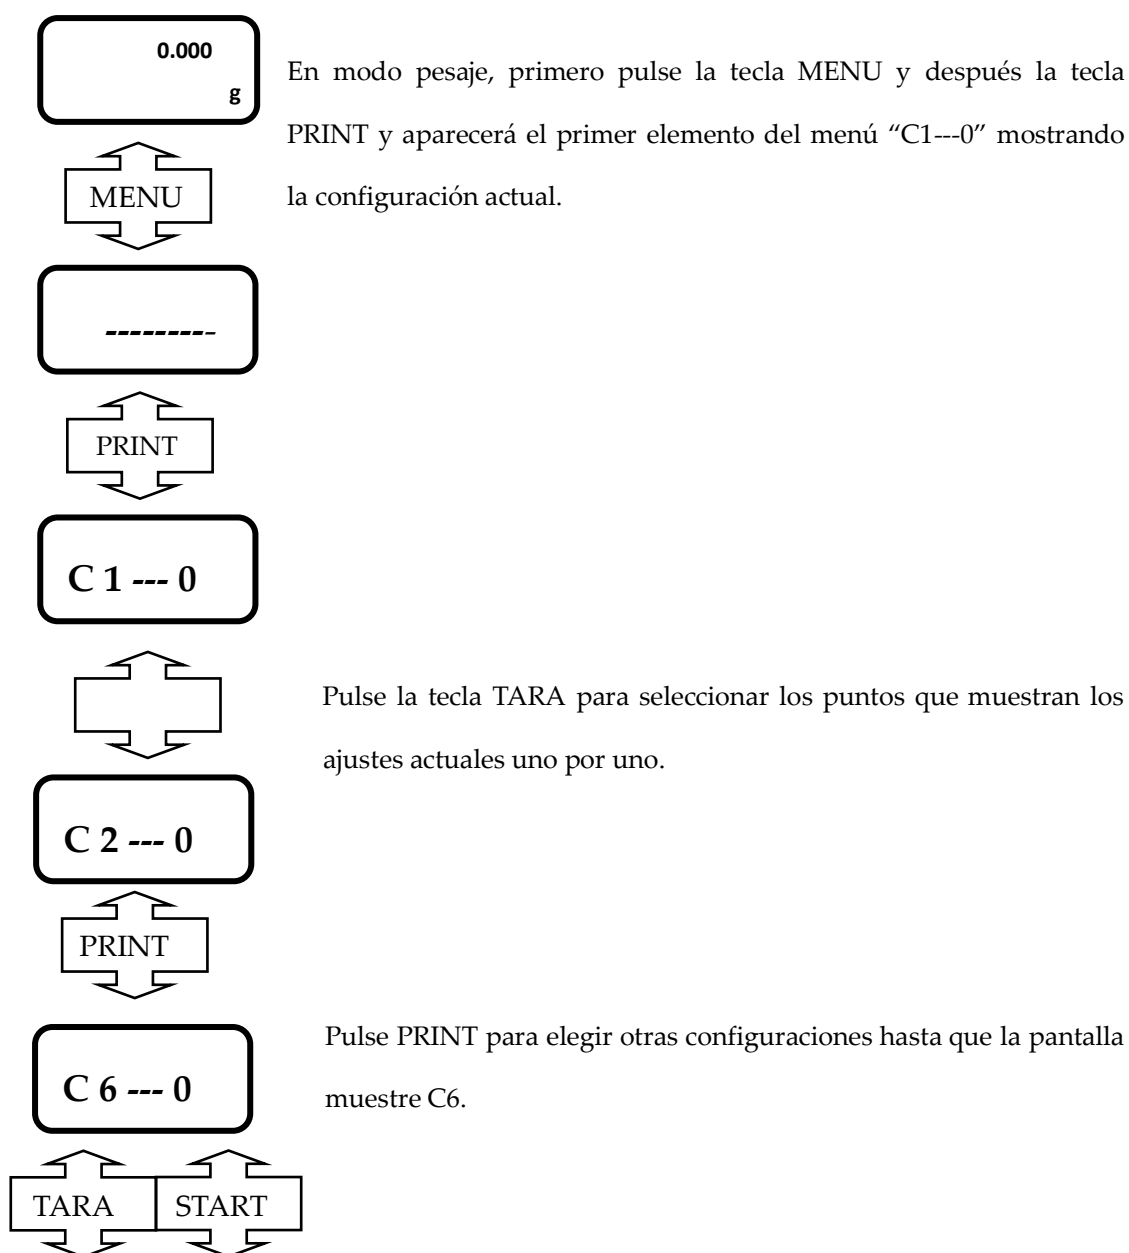 0.000
g
En modo pesaje, primero pulse la tecla MENU y después la tecla
PRINT y aparecerá el primer elemento del menú “C1---0” mostrando
la configuración actual.
MENU
---------
PRINT
C 1 --- 0
Pulse la tecla TARA para seleccionar los puntos que muestran los
ajustes actuales uno por uno.
C 2 --- 0
PRINT
Pulse PRINT para elegir otras configuraciones hasta que la pantalla
muestre C6.
C 6 --- 0
TARA START